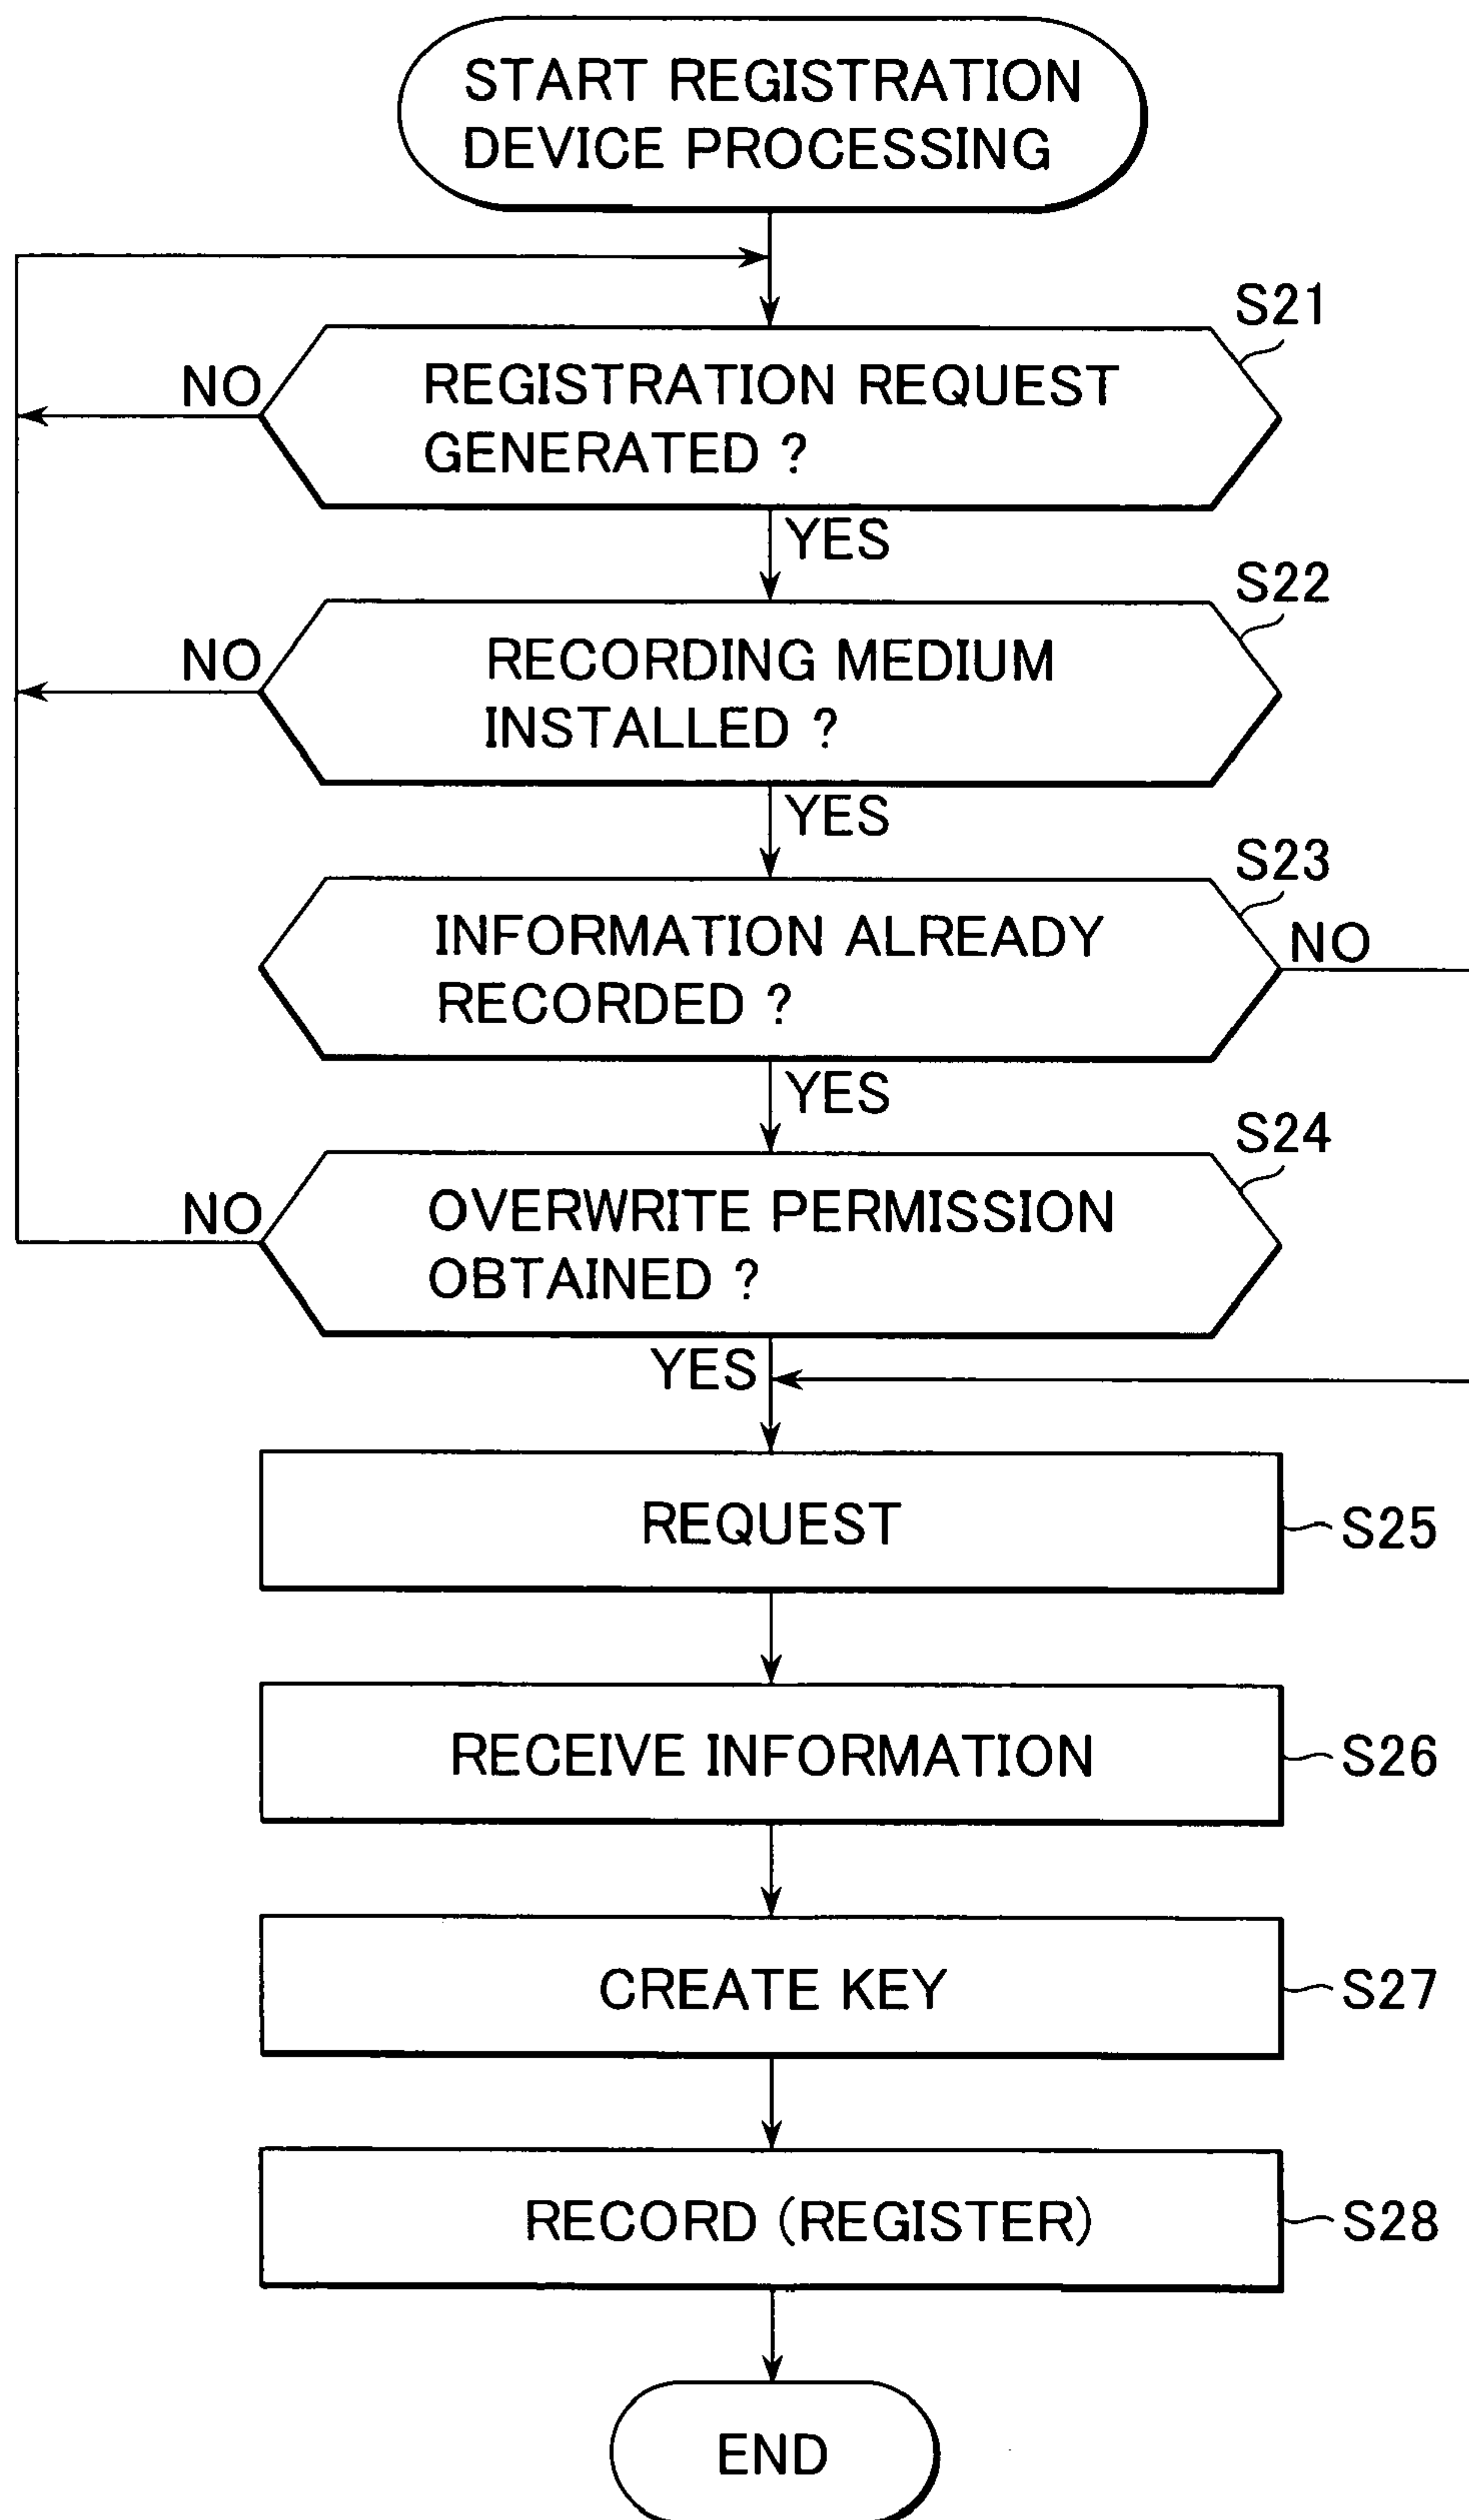 START REGISTRATION
DEVICE PROCESSING
S21
NO
REGISTRATION REQUEST
GENERATED ?
YES
S22
NO
RECORDING MEDIUM
INSTALLED ?
YES
S23
INFORMATION ALREADY
RECORDED ?
NO
YES
S24
NO
OVERWRITE PERMISSION
OBTAINED ?
YES
REQUEST
S25
RECEIVE INFORMATION
S26
CREATE KEY
S27
RECORD (REGISTER)
S28
END